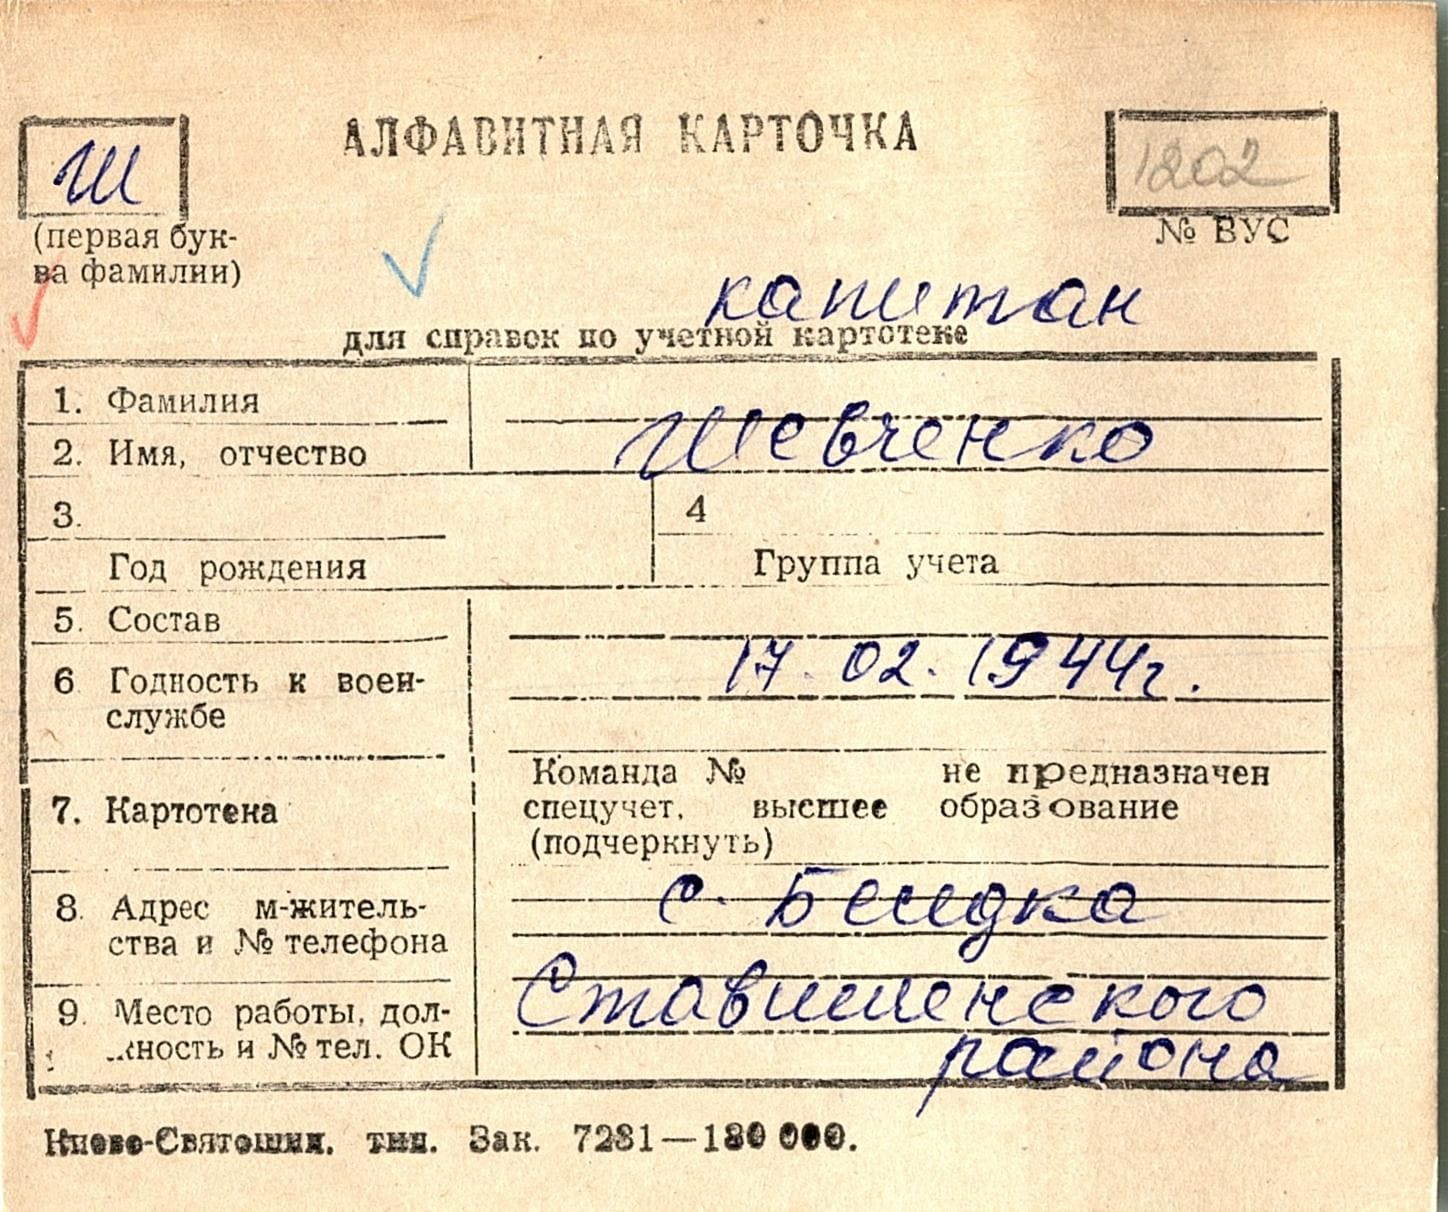 Ш
АЛФАВИТНАЯ КАРТОЧКА
1202
(первая бук-
ва фамилии)
№ ВУС
капитан
для справок по учетной картотеке
1. Фамилия
Шевченко
2. Имя, отчество
3.
4
Год рождения
Группа учета
5. Состав
17.02.1944г.
6 Годность к воен-
службе
7. Картотека
Команда № не предназначен
спецучет, высшее образование
(подчеркнуть)
8. Адрес м-житель-
ства и № телефона
с. Бесидка
Ставищенского
9. Место работы, дол-
жность и № тел. ОК
района
Киево-Святошин. тип. Зак. 7231—180 000.